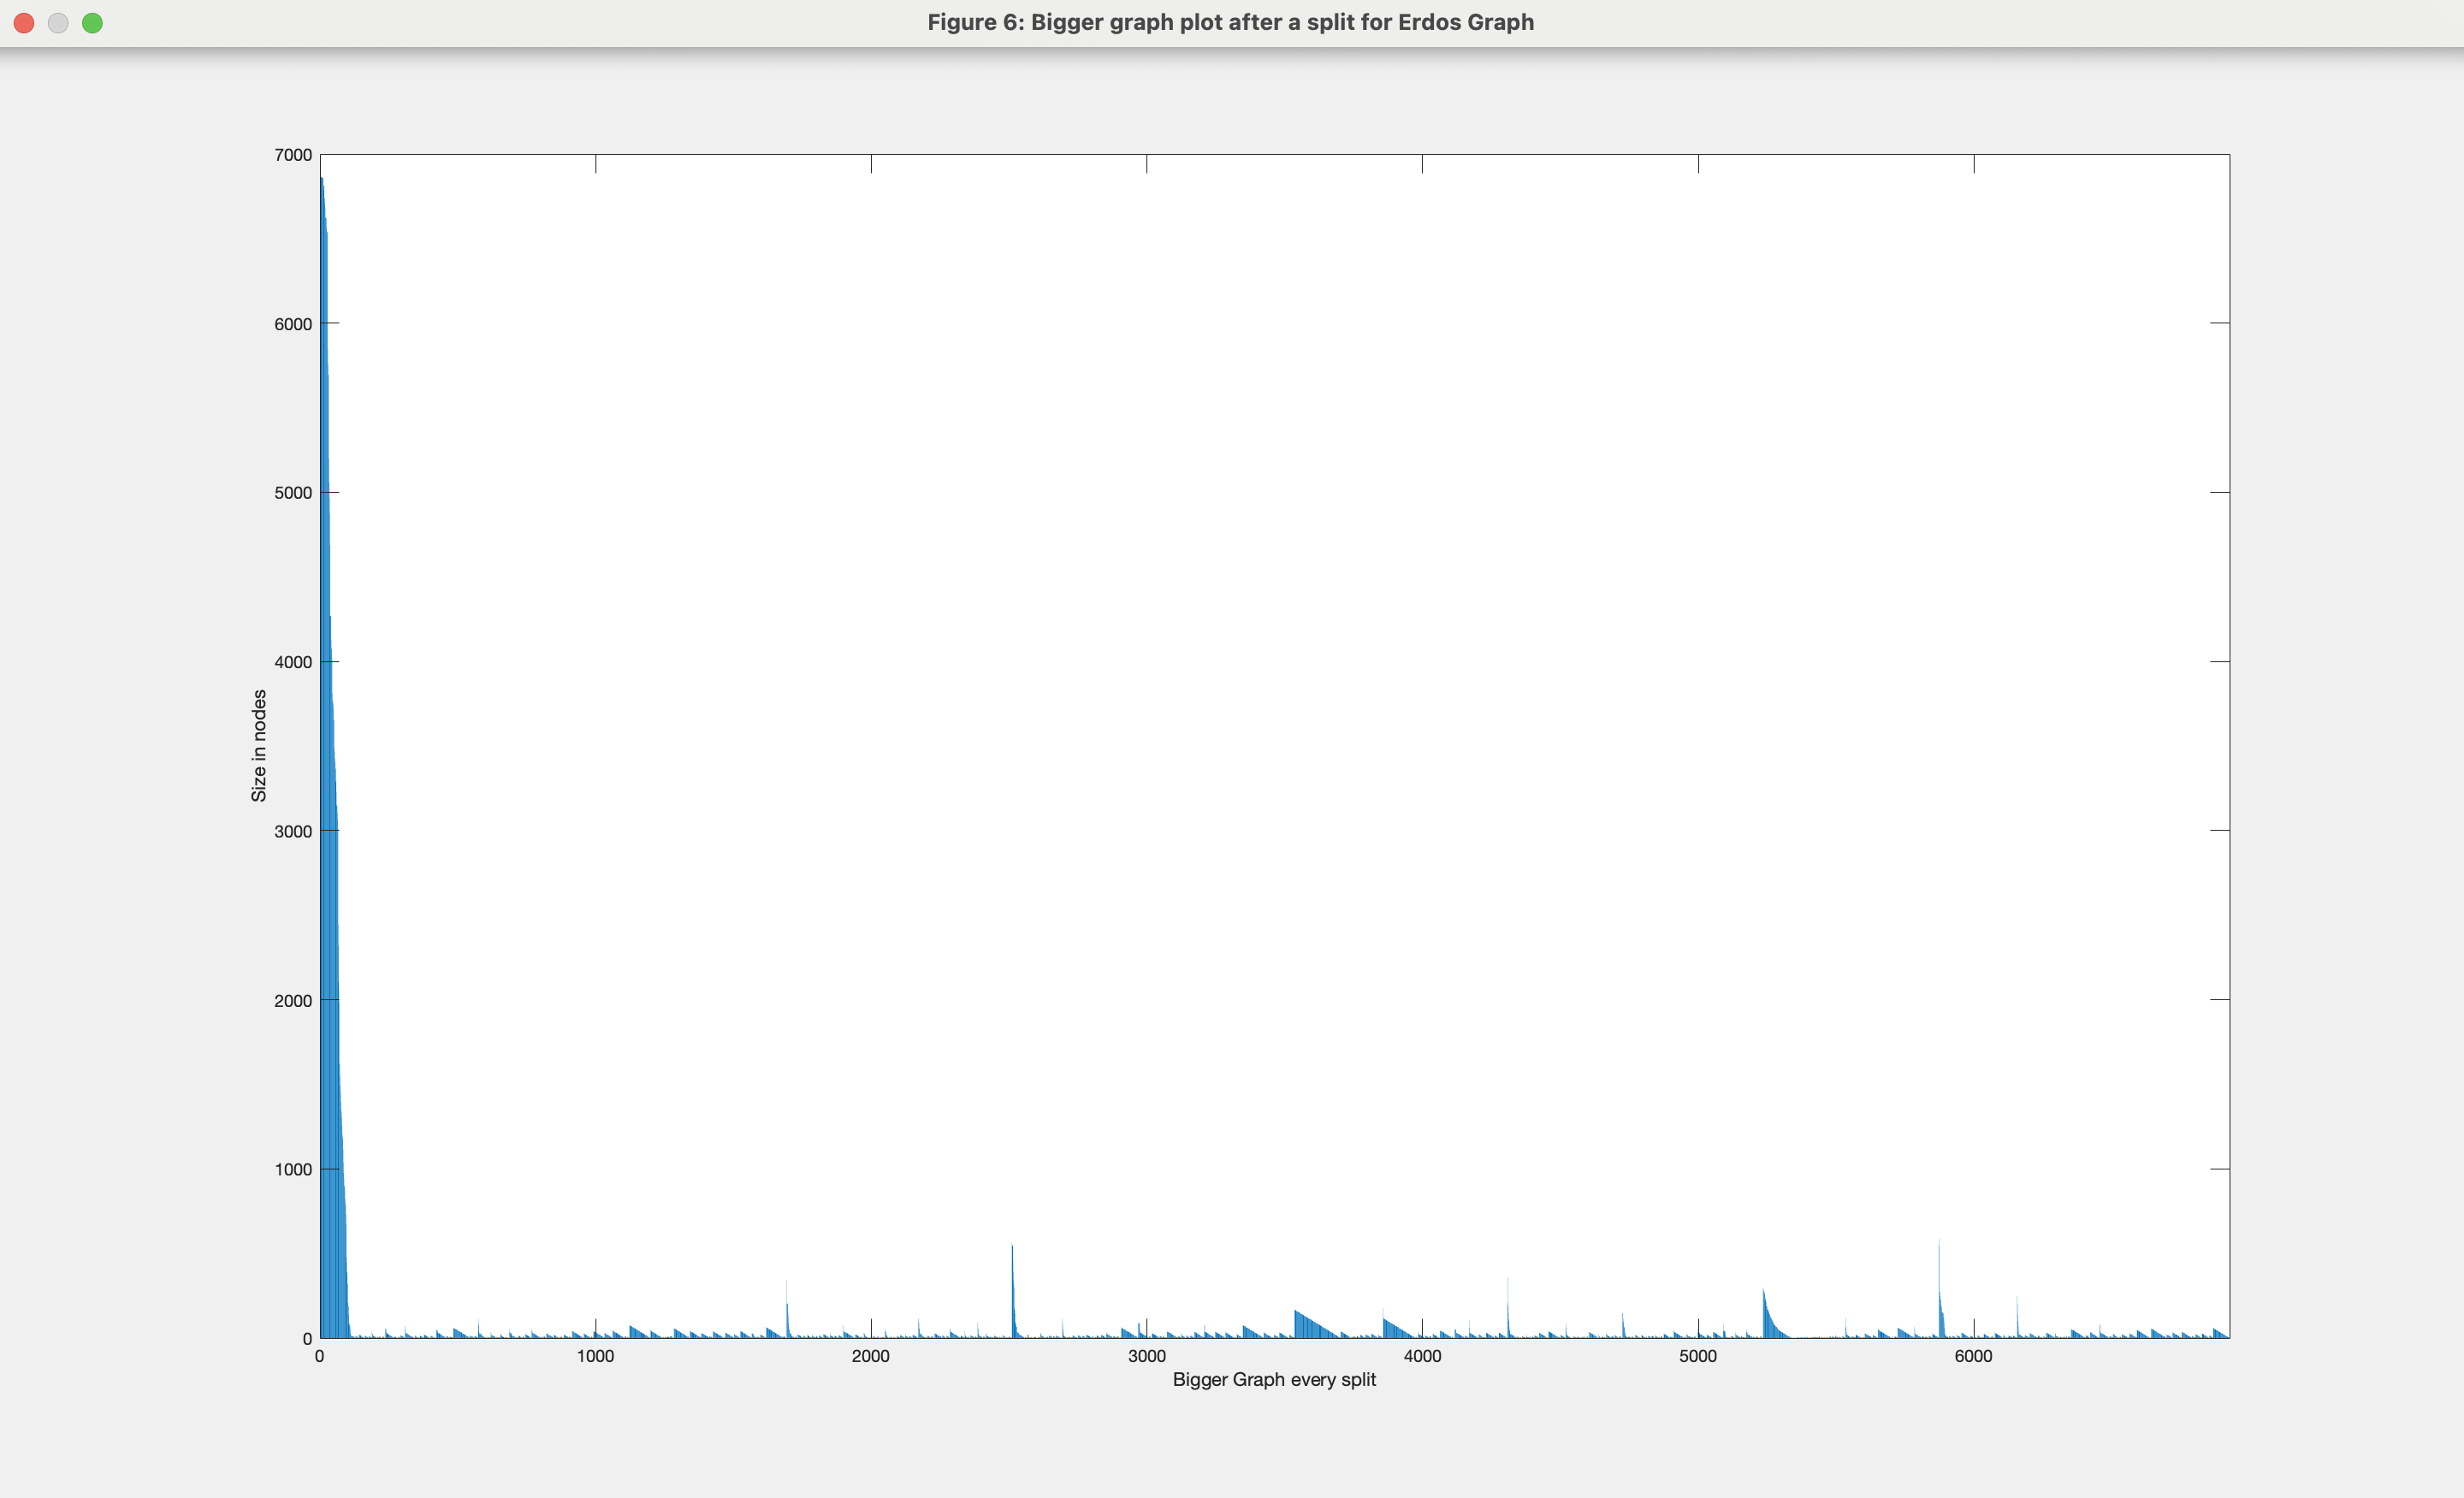 Figure 6: Bigger graph plot after a split for Erdos Graph
7000
6000
5000
4000
3000
2000
1000
0
Size in nodes
0 1000 2000 3000 4000 5000 6000
Bigger Graph every split